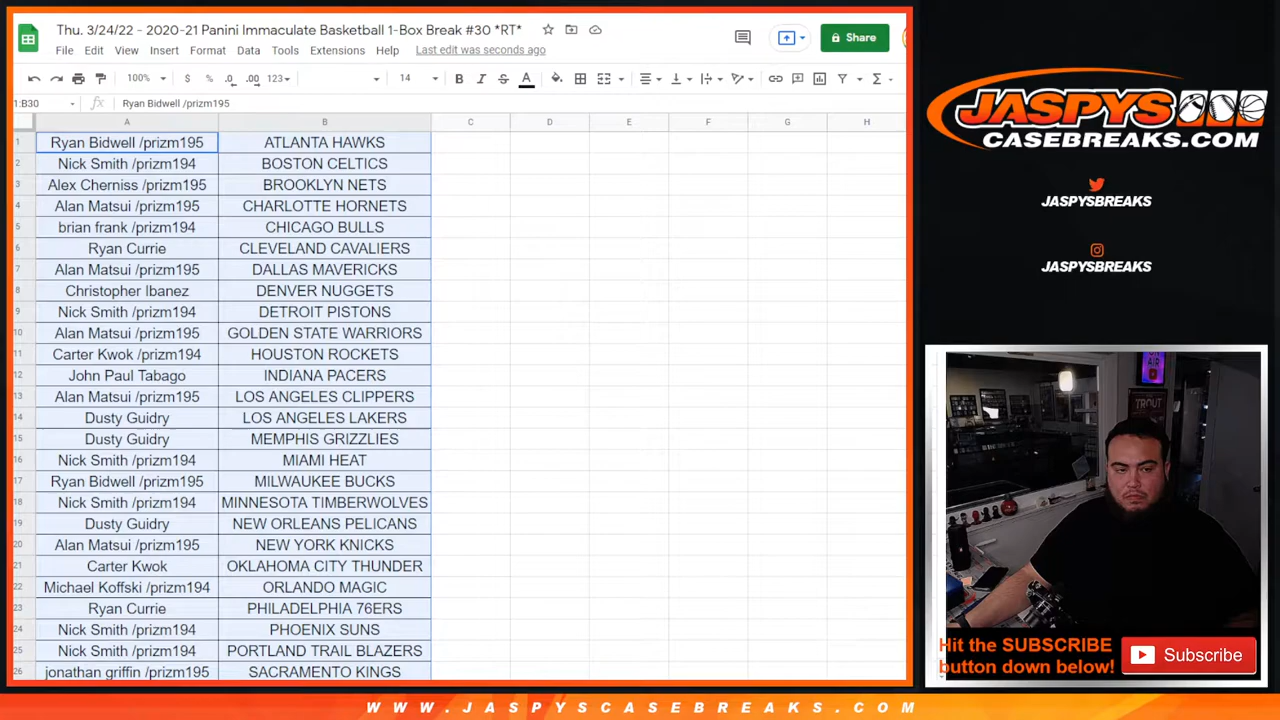 Thu. 3/24/22 - 2020-21 Panini Immaculate Basketball 1-Box Break #30 *RT*
File Edit View Insert Format Data Tools Extensions Help Last edit was seconds ago
Share
100% $ % .0 .00 123 14 B I S A
1:B30 fx Ryan Bidwell /prizm195
A B C D E F G H
1 Ryan Bidwell /prizm195 ATLANTA HAWKS
2 Nick Smith /prizm194 BOSTON CELTICS
3 Alex Cherniss /prizm195 BROOKLYN NETS
4 Alan Matsui /prizm195 CHARLOTTE HORNETS
5 brian frank /prizm194 CHICAGO BULLS
6 Ryan Currie CLEVELAND CAVALIERS
7 Alan Matsui /prizm195 DALLAS MAVERICKS
8 Christopher Ibanez DENVER NUGGETS
9 Nick Smith /prizm194 DETROIT PISTONS
10 Alan Matsui /prizm195 GOLDEN STATE WARRIORS
11 Carter Kwok /prizm194 HOUSTON ROCKETS
12 John Paul Tabago INDIANA PACERS
13 Alan Matsui /prizm195 LOS ANGELES CLIPPERS
14 Dusty Guidry LOS ANGELES LAKERS
15 Dusty Guidry MEMPHIS GRIZZLIES
16 Nick Smith /prizm194 MIAMI HEAT
17 Ryan Bidwell /prizm195 MILWAUKEE BUCKS
18 Nick Smith /prizm194 MINNESOTA TIMBERWOLVES
19 Dusty Guidry NEW ORLEANS PELICANS
20 Alan Matsui /prizm195 NEW YORK KNICKS
21 Carter Kwok OKLAHOMA CITY THUNDER
22 Michael Koffski /prizm194 ORLANDO MAGIC
23 Ryan Currie PHILADELPHIA 76ERS
24 Nick Smith /prizm194 PHOENIX SUNS
25 Nick Smith /prizm194 PORTLAND TRAIL BLAZERS
26 jonathan griffin /prizm195 SACRAMENTO KINGS
JASPYS
CASEBREAKS.COM
JASPYSBREAKS
JASPYSBREAKS
ON AIR
TROUT
Hit the SUBSCRIBE
button down below!
Subscribe
WWW.JASPYSCASEBREAKS.COM